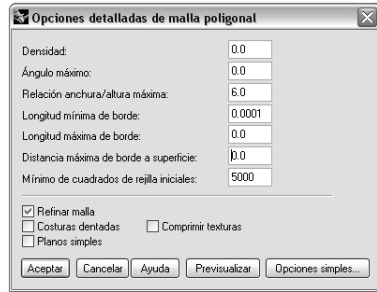 Opciones detalladas de malla poligonal
Densidad: 0.0
Ángulo máximo: 0.0
Relación anchura/altura máxima: 6.0
Longitud mínima de borde: 0.0001
Longitud máxima de borde: 0.0
Distancia máxima de borde a superficie: 0.0
Mínimo de cuadrados de rejilla iniciales: 5000
Refinar malla
Costuras dentadas Comprimir texturas
Planos simples
Aceptar Cancelar Ayuda Previsualizar Opciones simples...